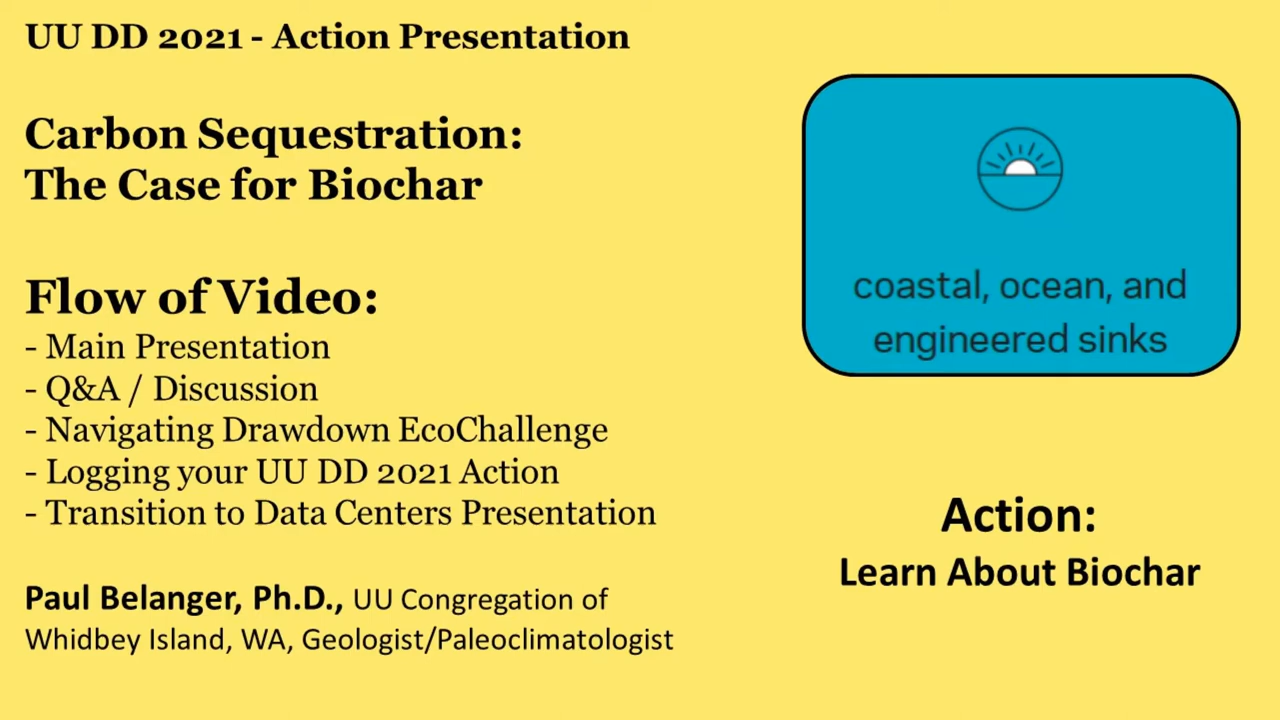 UU DD 2021 - Action Presentation
Carbon Sequestration:
The Case for Biochar
Flow of Video:
- Main Presentation
- Q&A / Discussion
- Navigating Drawdown EcoChallenge
- Logging your UU DD 2021 Action
- Transition to Data Centers Presentation
Paul Belanger, Ph.D., UU Congregation of
Whidbey Island, WA, Geologist/Paleoclimatologist
coastal, ocean, and
engineered sinks
Action:
Learn About Biochar